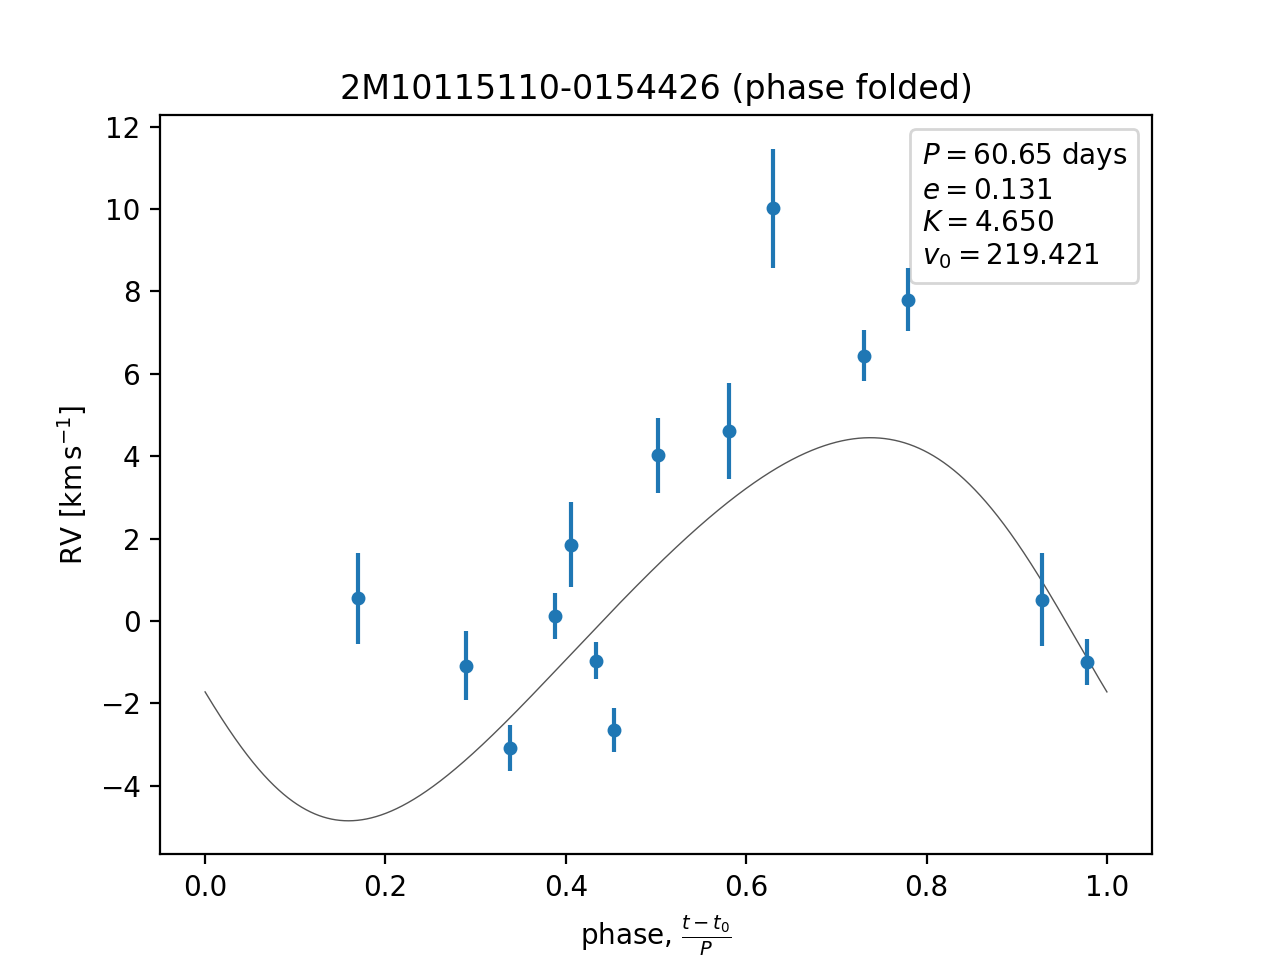 2M10115110-0154426 (phase folded)
P = 60.65 days
e = 0.131
K = 4.650
v₀ = 219.421
RV [km s⁻¹]
12
10
8
6
4
2
0
−2
−4
0.0 0.2 0.4 0.6 0.8 1.0
phase, (t − t₀)/P